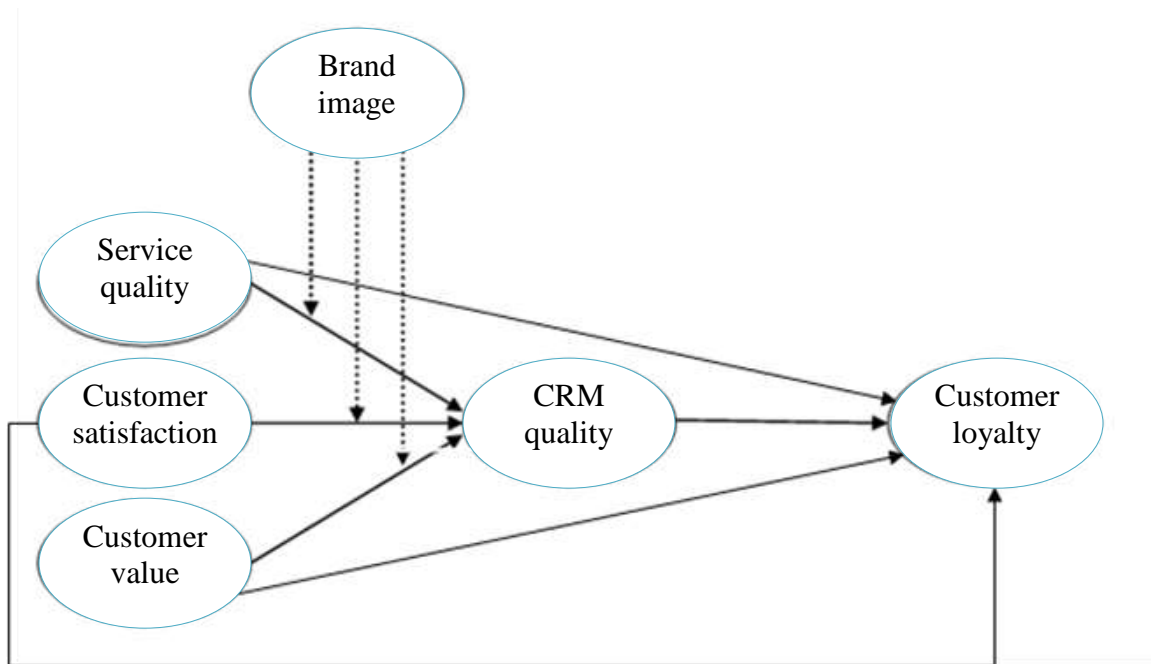 Brand
image
Service
quality
Customer
satisfaction
CRM
quality
Customer
loyalty
Customer
value